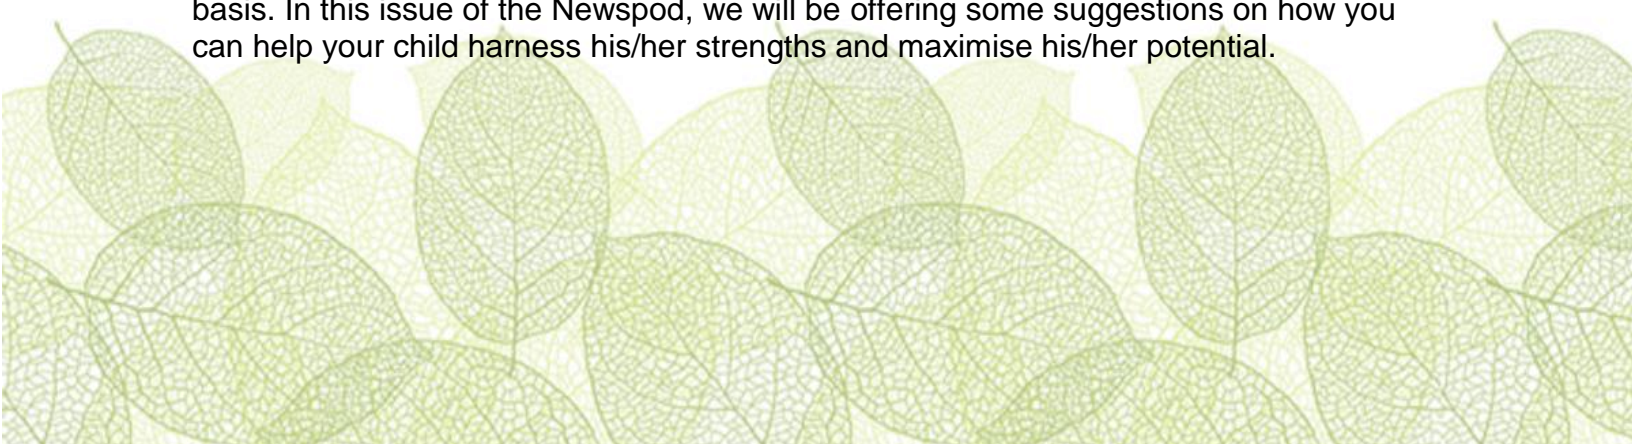 basis. In this issue of the Newspod, we will be offering some suggestions on how you
can help your child harness his/her strengths and maximise his/her potential.